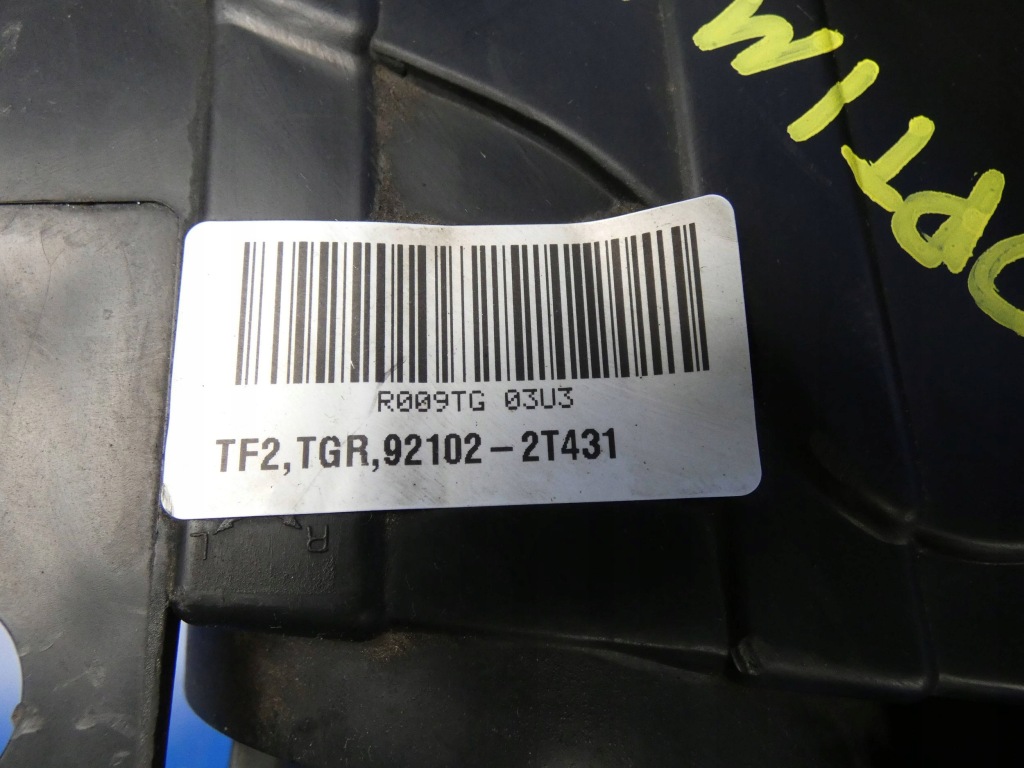 R009TG 03U3
TF2,TGR,92102-2T431
R L
OPTIM